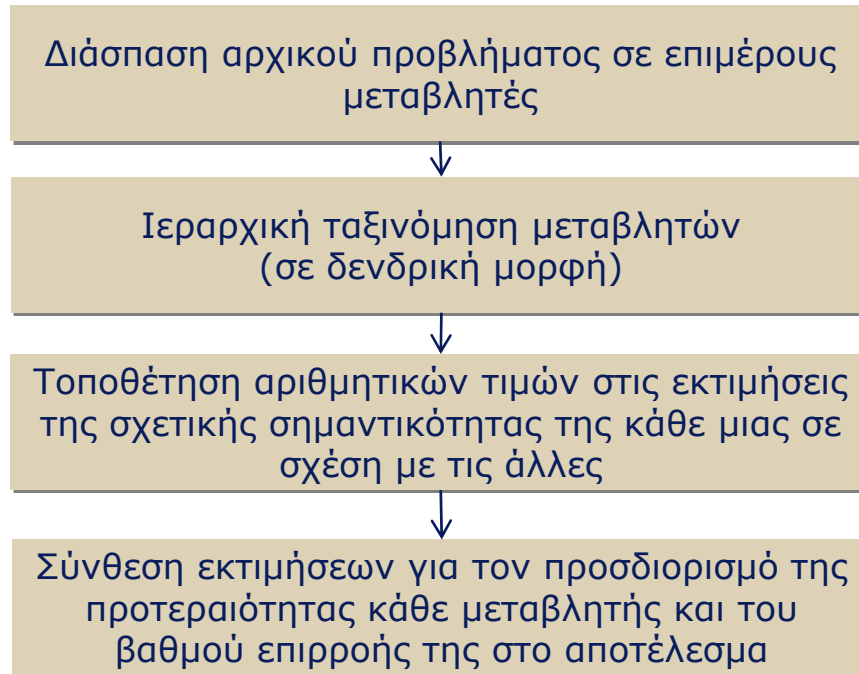 Διάσπαση αρχικού προβλήματος σε επιμέρους
μεταβλητές
Ιεραρχική ταξινόμηση μεταβλητών
(σε δενδρική μορφή)
Τοποθέτηση αριθμητικών τιμών στις εκτιμήσεις
της σχετικής σημαντικότητας της κάθε μιας σε
σχέση με τις άλλες
Σύνθεση εκτιμήσεων για τον προσδιορισμό της
προτεραιότητας κάθε μεταβλητής και του
βαθμού επιρροής της στο αποτέλεσμα